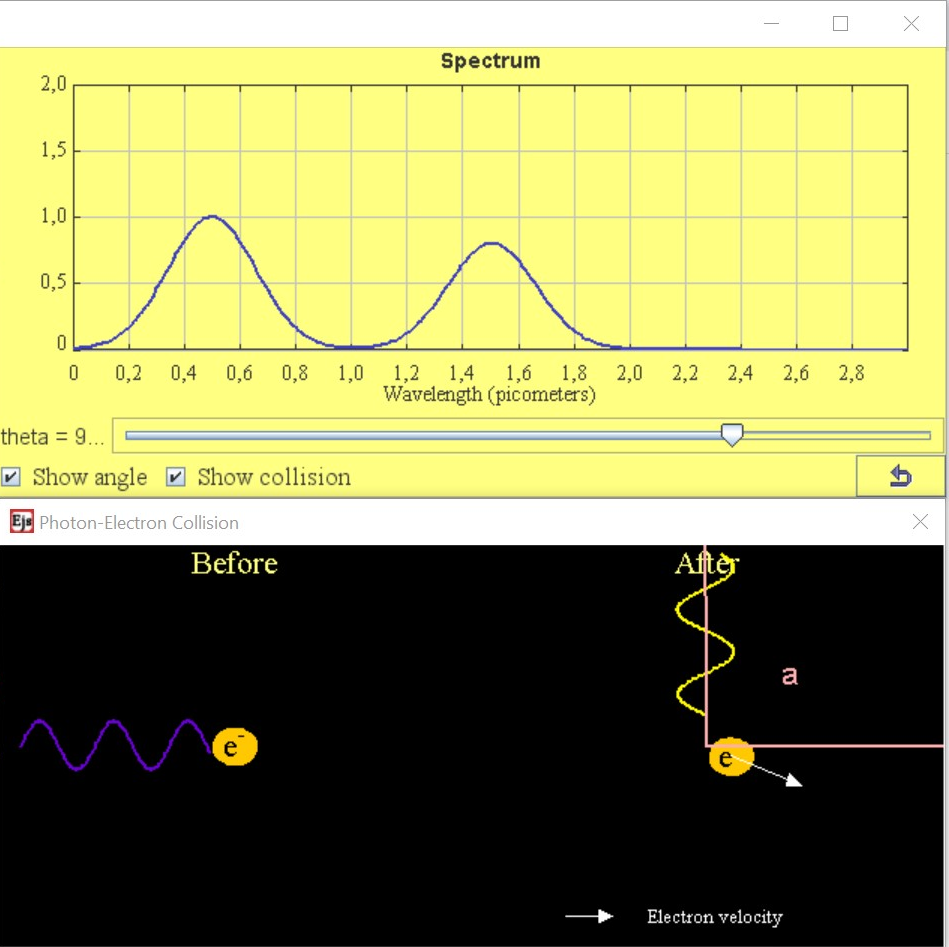 Spectrum
2,0
1,5
1,0
0,5
0
0 0,2 0,4 0,6 0,8 1,0 1,2 1,4 1,6 1,8 2,0 2,2 2,4 2,6 2,8
Wavelength (picometers)
theta = 9...
Show angle Show collision
Ejs Photon-Electron Collision
Before After
a
e- e
Electron velocity